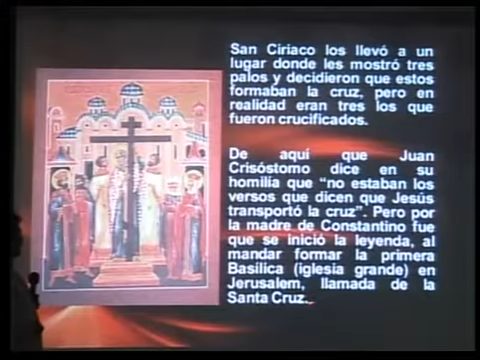 San Ciriaco los llevó a un
lugar donde les mostró tres
palos y decidieron que estos
formaban la cruz, pero en
realidad eran tres los que
fueron crucificados.
De aquí que Juan
Crisóstomo dice en su
homilía que "no estaban los
versos que dicen que Jesús
transportó la cruz". Pero por
la madre de Constantino fue
que se inició la leyenda, al
mandar formar la primera
Basílica (iglesia grande) en
Jerusalem, llamada de la
Santa Cruz.